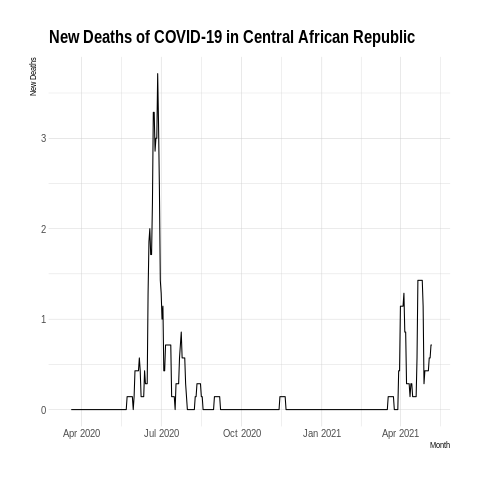 New Deaths of COVID-19 in Central African Republic
New Deaths
3
2
1
0
Apr 2020 Jul 2020 Oct 2020 Jan 2021 Apr 2021
Month